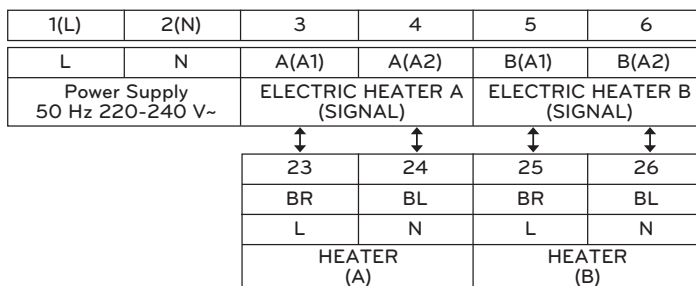 1(L) 2(N) 3 4 5 6
L N A(A1) A(A2) B(A1) B(A2)
Power Supply ELECTRIC HEATER A ELECTRIC HEATER B
50 Hz 220-240 V~ (SIGNAL) (SIGNAL)
23 24 25 26
BR BL BR BL
L N L N
HEATER HEATER
(A) (B)